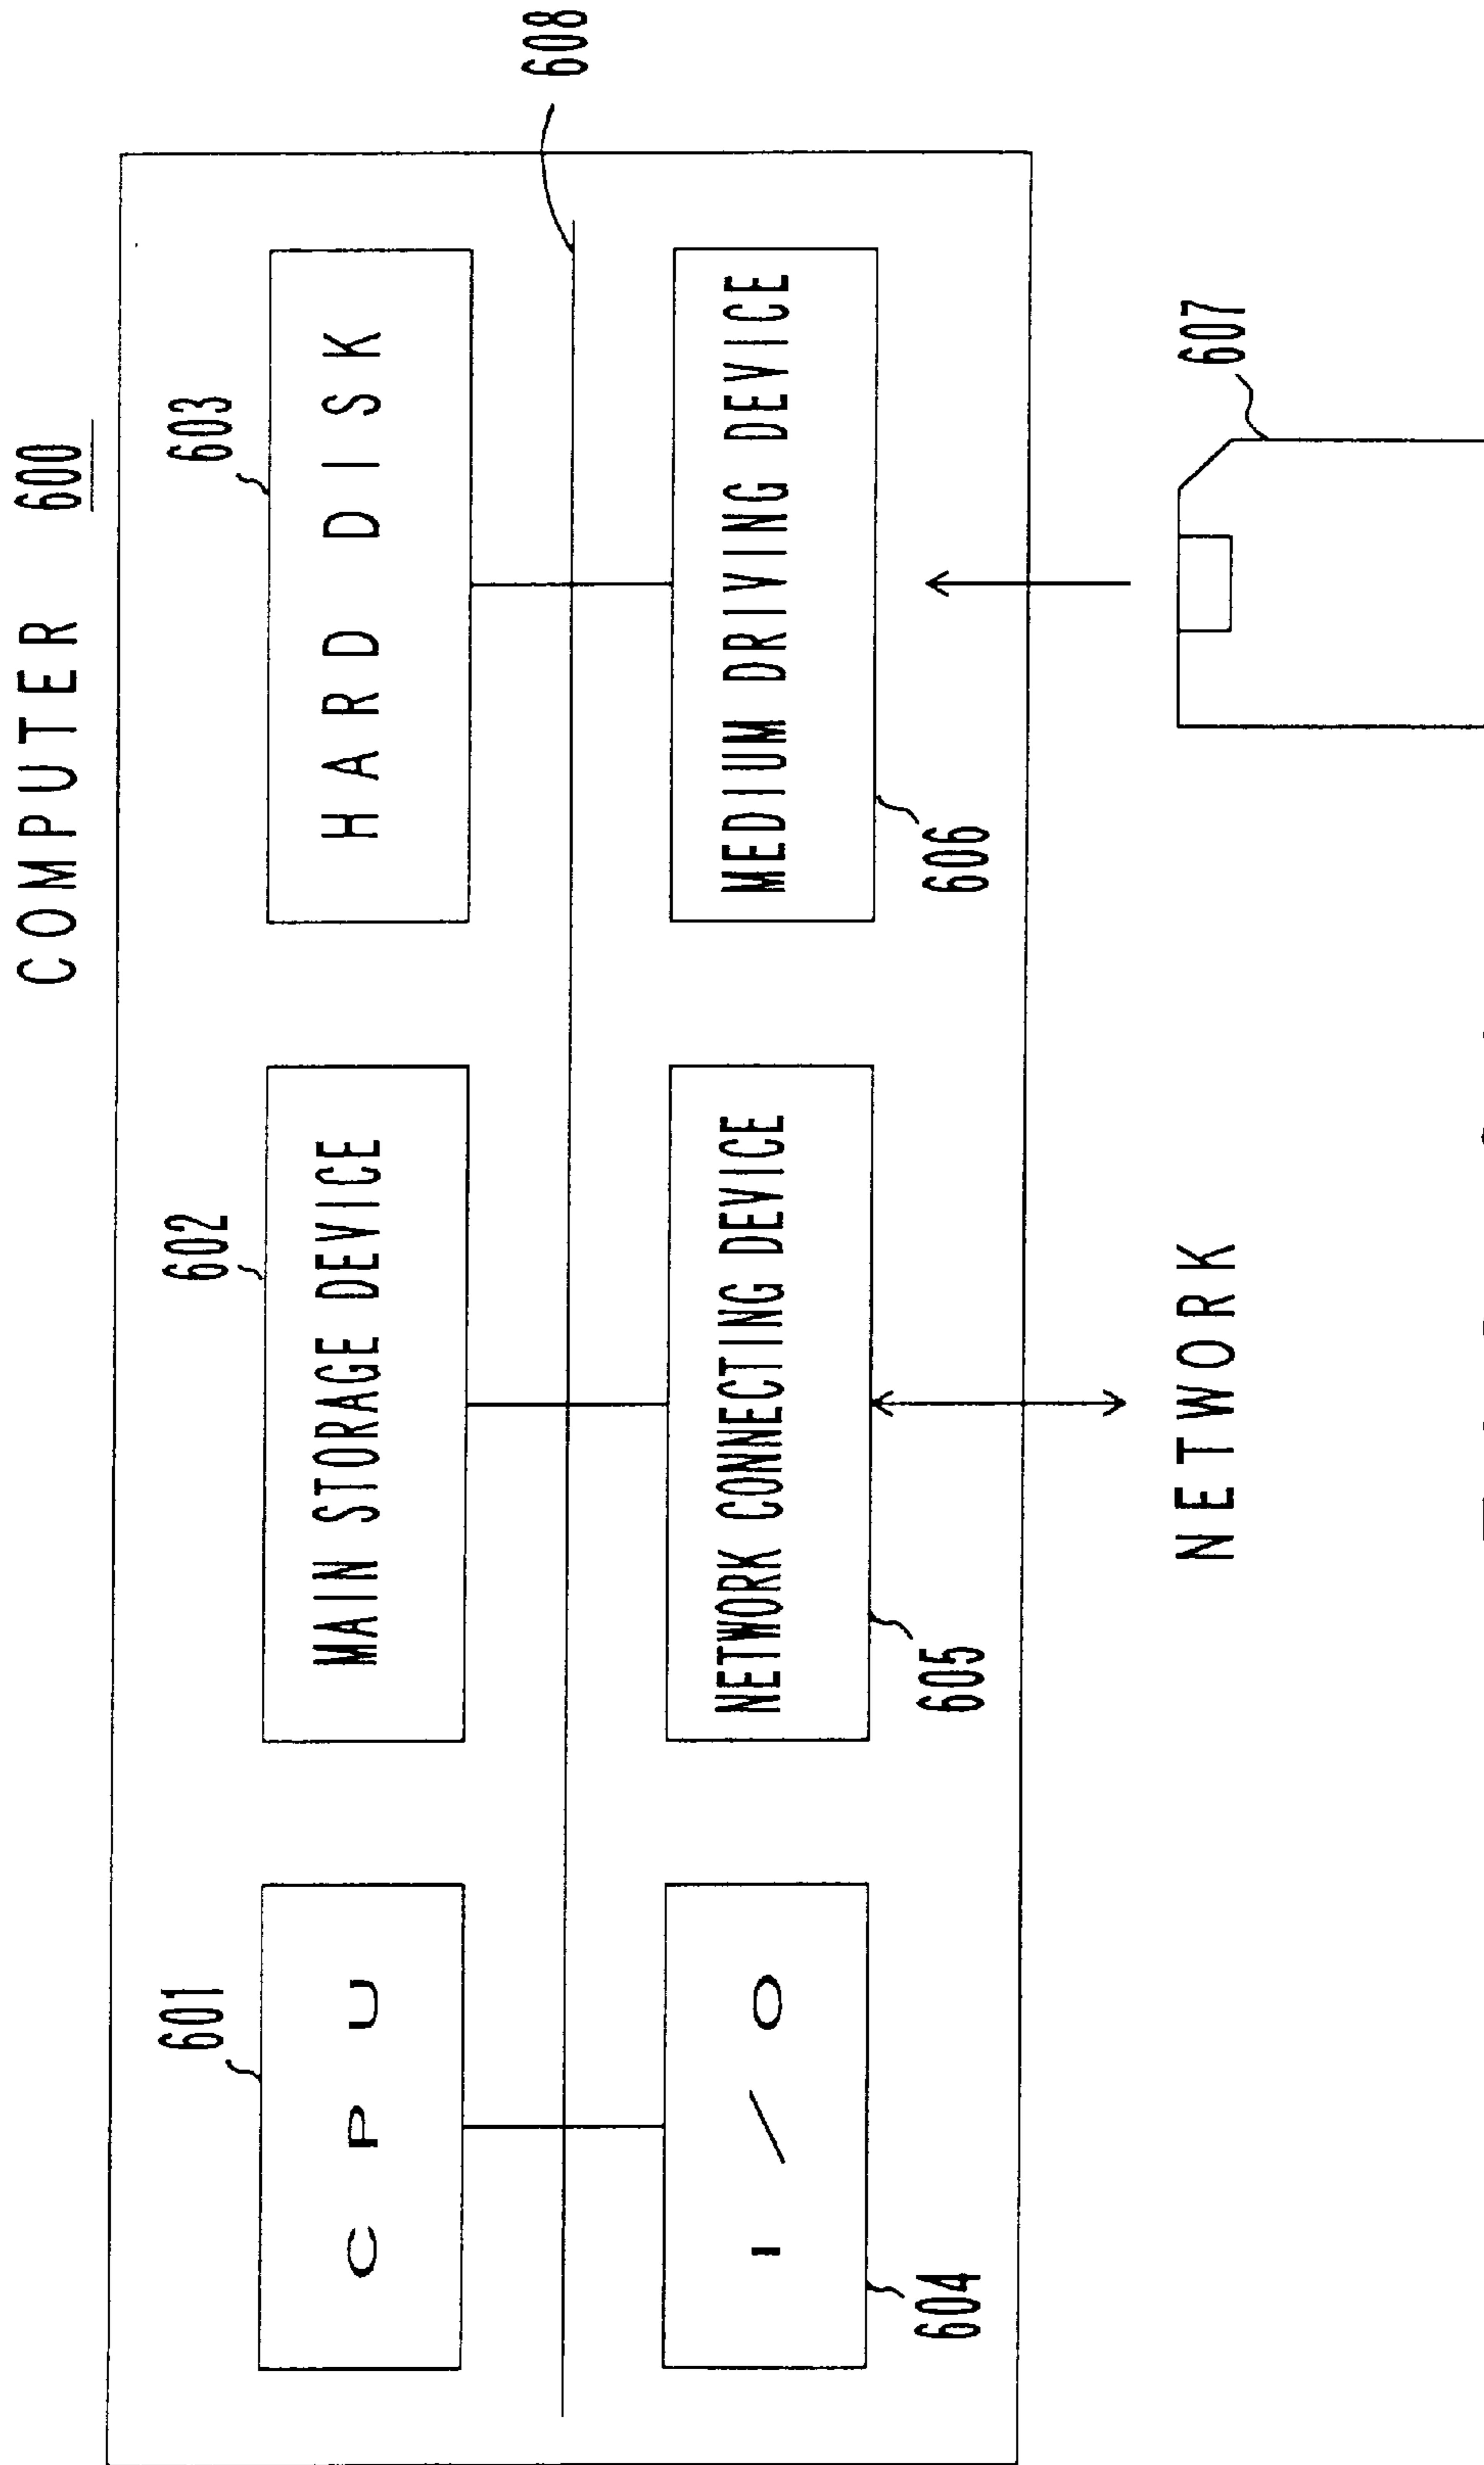 COMPUTER 600
608
601
602
603
CPU
MAIN STORAGE DEVICE
HARD DISK
I/O
NETWORK CONNECTING DEVICE
MEDIUM DRIVING DEVICE
604
605
606
607
NETWORK